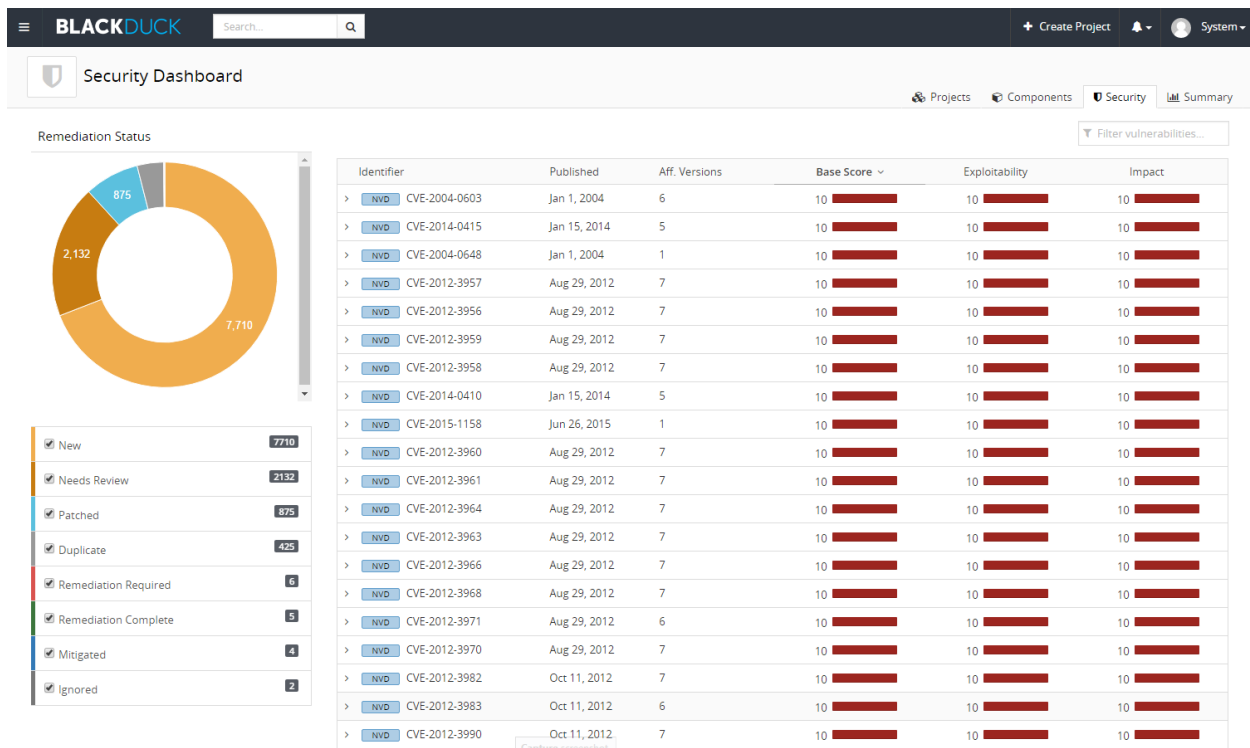 BLACKDUCK Search... Create Project System
Security Dashboard
Projects Components Security Summary
Remediation Status
Filter vulnerabilities...
875
2,132
7,710
New 7710
Needs Review 2132
Patched 875
Duplicate 425
Remediation Required 6
Remediation Complete 5
Mitigated 4
Ignored 2
Identifier Published Aff. Versions Base Score Exploitability Impact
NVD CVE-2004-0603 Jan 1, 2004 6 10 10 10
NVD CVE-2014-0415 Jan 15, 2014 5 10 10 10
NVD CVE-2004-0648 Jan 1, 2004 1 10 10 10
NVD CVE-2012-3957 Aug 29, 2012 7 10 10 10
NVD CVE-2012-3956 Aug 29, 2012 7 10 10 10
NVD CVE-2012-3959 Aug 29, 2012 7 10 10 10
NVD CVE-2012-3958 Aug 29, 2012 7 10 10 10
NVD CVE-2014-0410 Jan 15, 2014 5 10 10 10
NVD CVE-2015-1158 Jun 26, 2015 1 10 10 10
NVD CVE-2012-3960 Aug 29, 2012 7 10 10 10
NVD CVE-2012-3961 Aug 29, 2012 7 10 10 10
NVD CVE-2012-3964 Aug 29, 2012 7 10 10 10
NVD CVE-2012-3963 Aug 29, 2012 7 10 10 10
NVD CVE-2012-3966 Aug 29, 2012 7 10 10 10
NVD CVE-2012-3968 Aug 29, 2012 7 10 10 10
NVD CVE-2012-3971 Aug 29, 2012 6 10 10 10
NVD CVE-2012-3970 Aug 29, 2012 7 10 10 10
NVD CVE-2012-3982 Oct 11, 2012 7 10 10 10
NVD CVE-2012-3983 Oct 11, 2012 6 10 10 10
NVD CVE-2012-3990 Oct 11, 2012 7 10 10 10